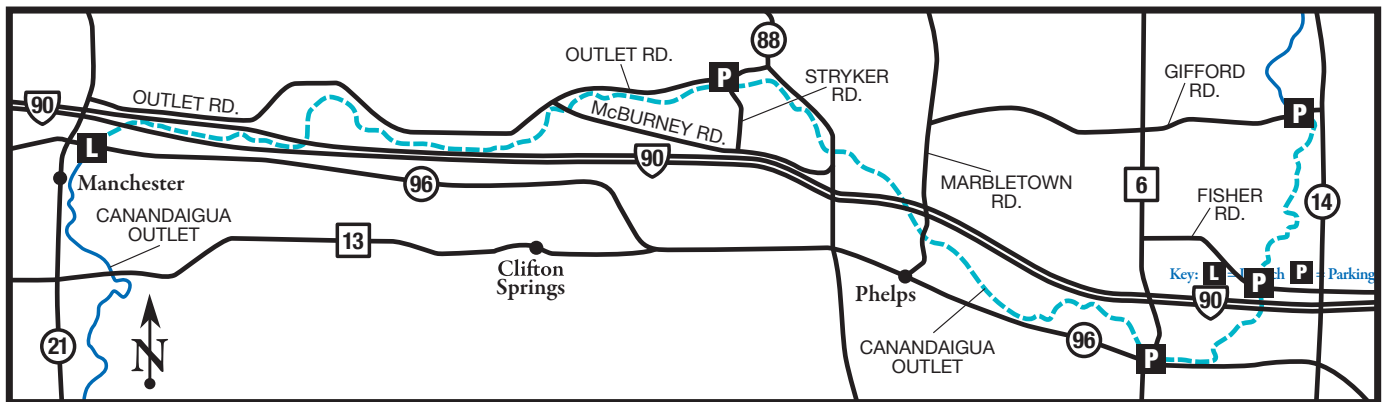 88
OUTLET RD.
P
STRYKER
RD.
GIFFORD
RD.
90
OUTLET RD.
McBURNEY RD.
P
L
90
Manchester
96
MARBLETOWN
RD.
6
FISHER
RD.
14
CANANDAIGUA
OUTLET
13
Clifton
Springs
Key: L = P P = Parking
90
Phelps
21
N
CANANDAIGUA
OUTLET
96
P